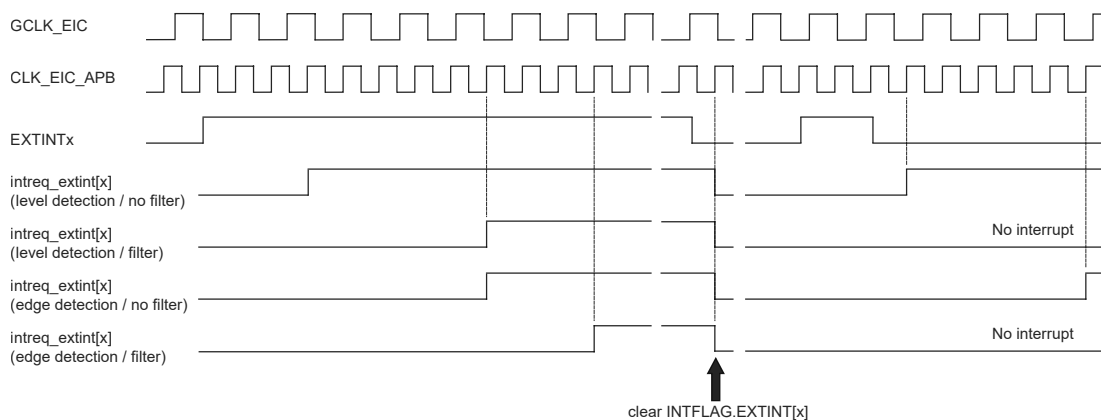 GCLK_EIC
CLK_EIC_APB
EXTINTx
intreq_extint[x]
(level detection / no filter)
intreq_extint[x]
(level detection / filter)
No interrupt
intreq_extint[x]
(edge detection / no filter)
intreq_extint[x]
(edge detection / filter)
No interrupt
clear INTFLAG.EXTINT[x]